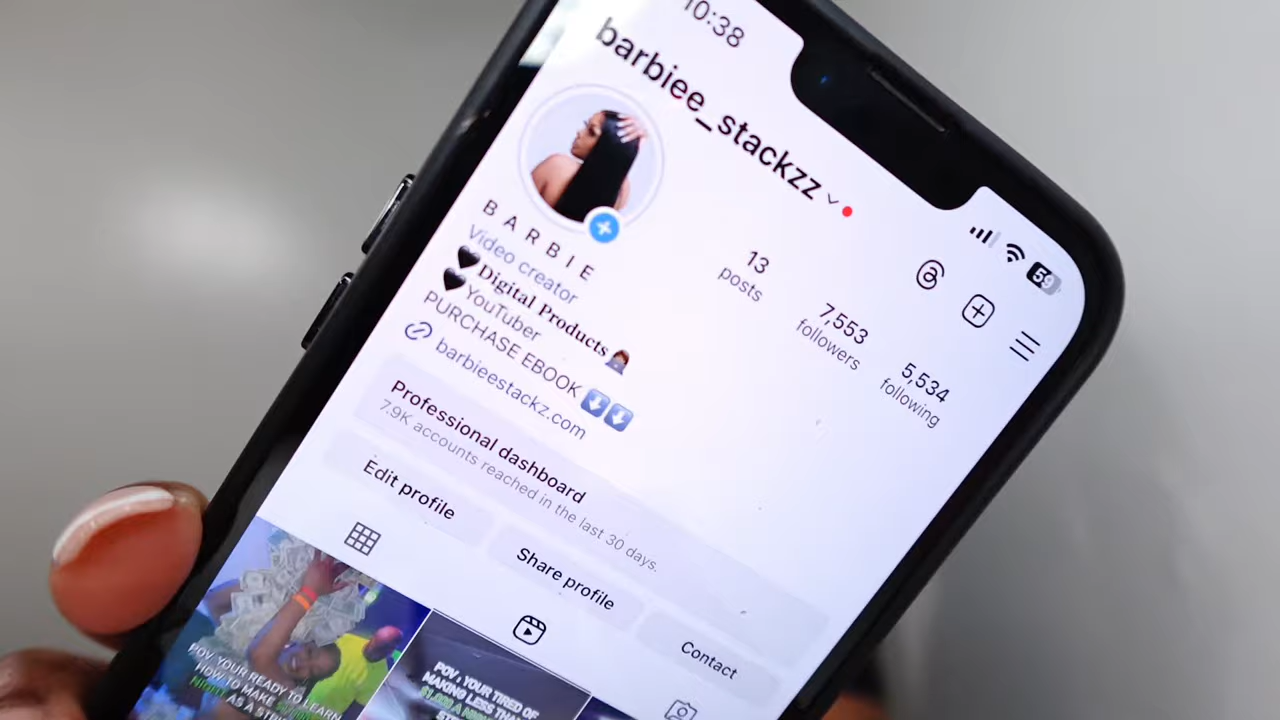 10:38
59
barbiee_stackzz
13
posts
7,553
followers
5,534
following
B A R B I E
Video creator
🖤 Digital Products👩🏽‍💻
🖤 YouTuber
PURCHASE EBOOK ⬇️⬇️
barbieestackz.com
Professional dashboard
7.9K accounts reached in the last 30 days.
Edit profile
Share profile
Contact
POV YOUR READY TO LEARN
HOW TO MAKE
AS A
POV: YOUR TIRED OF
MAKING LESS THAN